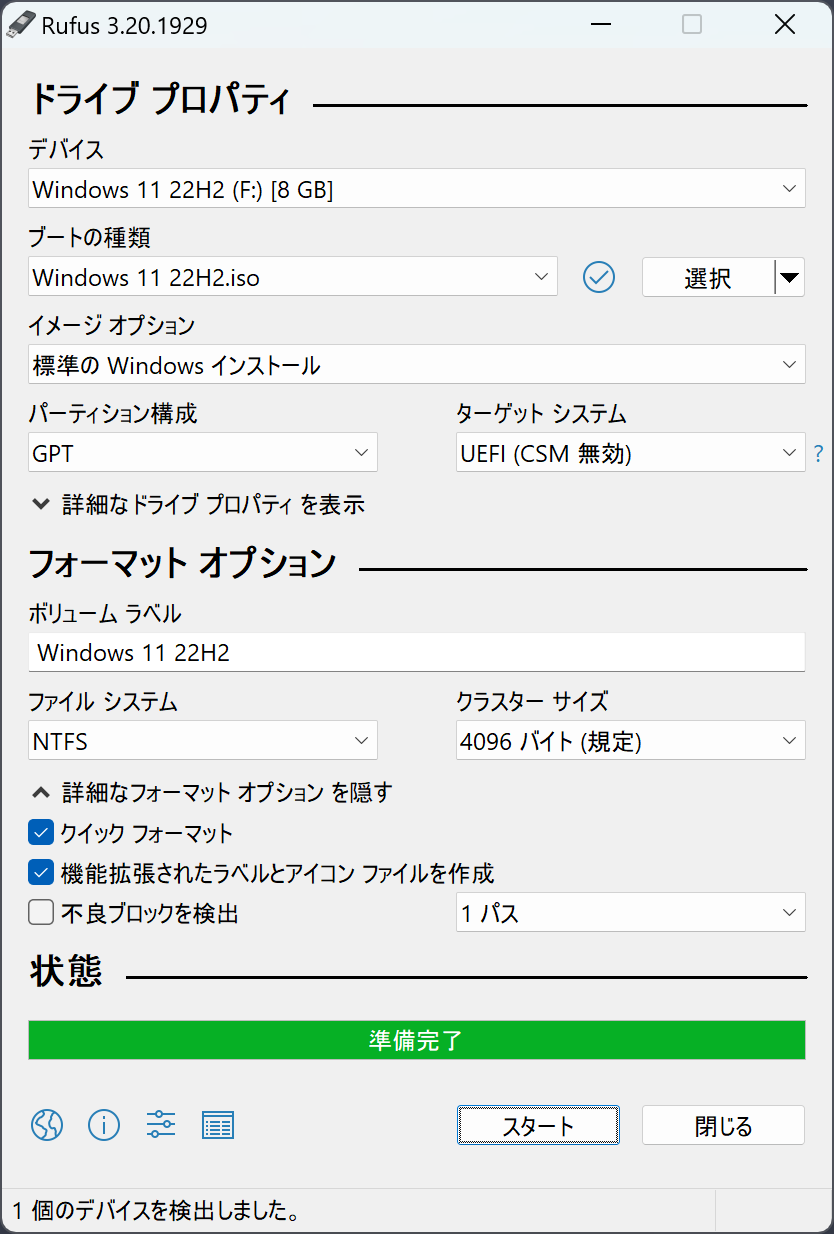 Rufus 3.20.1929
ドライブ プロパティ
デバイス
Windows 11 22H2 (F:) [8 GB]
ブートの種類
Windows 11 22H2.iso
選択
イメージ オプション
標準の Windows インストール
パーティション構成
ターゲット システム
GPT
UEFI (CSM 無効)
?
詳細なドライブ プロパティ を表示
フォーマット オプション
ボリューム ラベル
Windows 11 22H2
ファイル システム
クラスター サイズ
NTFS
4096 バイト (規定)
詳細なフォーマット オプション を隠す
クイック フォーマット
機能拡張されたラベルとアイコン ファイルを作成
不良ブロックを検出
1 パス
状態
準備完了
スタート
閉じる
1 個のデバイスを検出しました。